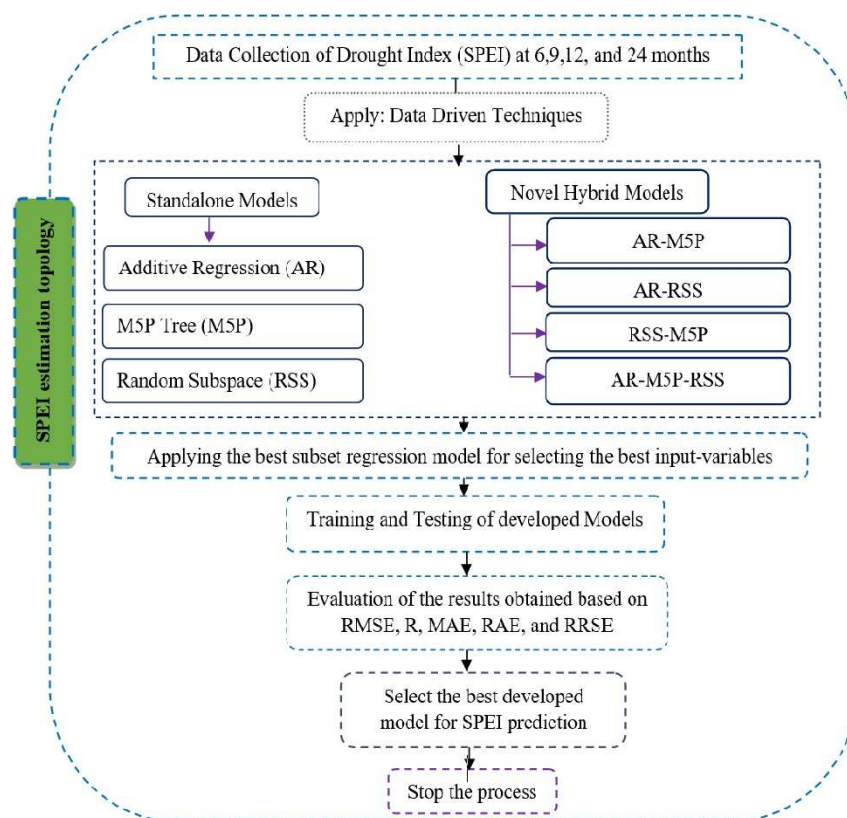 Data Collection of Drought Index (SPEI) at 6,9,12, and 24 months
Apply: Data Driven Techniques
SPEI estimation topology
Standalone Models
Additive Regression (AR)
M5P Tree (M5P)
Random Subspace (RSS)
Novel Hybrid Models
AR-M5P
AR-RSS
RSS-M5P
AR-M5P-RSS
Applying the best subset regression model for selecting the best input-variables
Training and Testing of developed Models
Evaluation of the results obtained based on
RMSE, R, MAE, RAE, and RRSE
Select the best developed
model for SPEI prediction
Stop the process